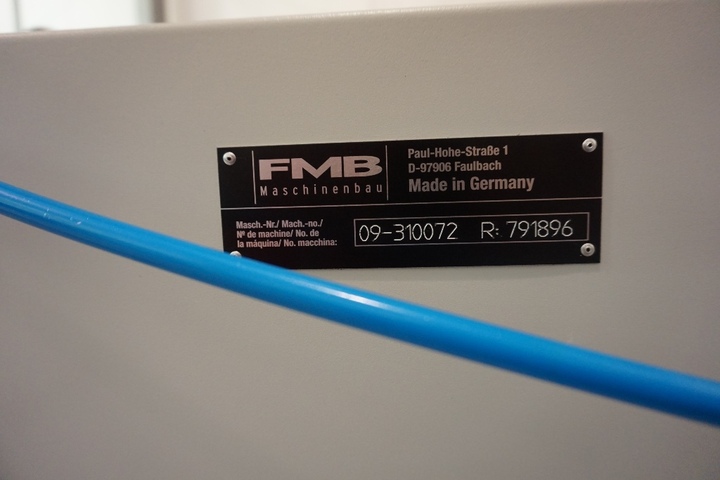 FMB
Maschinenbau
Paul-Hohe-Straße 1
D-97906 Faulbach
Made in Germany
Masch.-Nr./ Mach.-no./
Nº de machine/ No. de
la máquina/ No. macchina:
09-310072 R: 791896